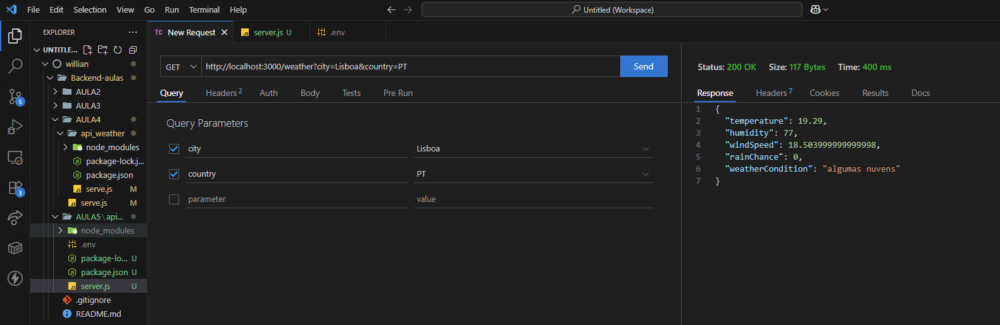 File Edit Selection View Go Run Terminal Help
Untitled (Workspace)
EXPLORER
UNTITLE...
willian
Backend-aulas
AULA2
AULA3
AULA4
api_weather
node_modules
package-lock.j...
package.json
serve.js M
serve.js M
AULA5\api...
node_modules
.env
package-lo... U
package.json U
server.js U
.gitignore
README.md
5
3
TC New Request
JS server.js U
.env
GET http://localhost:3000/weather?city=Lisboa&country=PT Send
Query Headers 2 Auth Body Tests Pre Run
Query Parameters
city Lisboa
country PT
parameter value
Status: 200 OK Size: 117 Bytes Time: 400 ms
Response Headers 7 Cookies Results Docs
1 {
2 "temperature": 19.29,
3 "humidity": 77,
4 "windSpeed": 18.503999999999998,
5 "rainChance": 0,
6 "weatherCondition": "algumas nuvens"
7 }